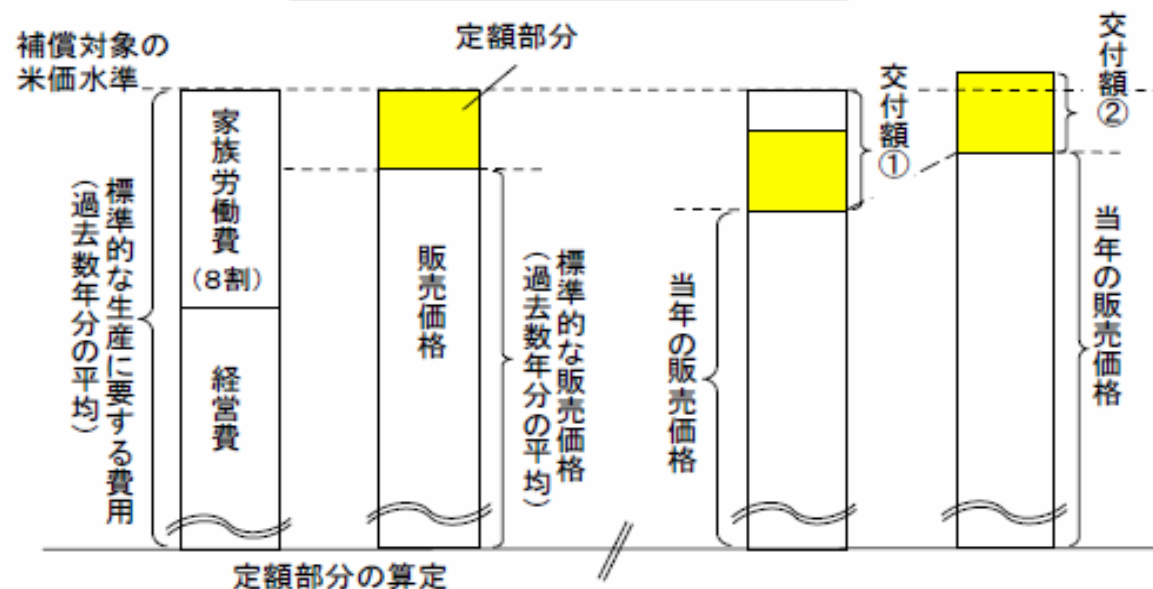 補償対象の
米価水準
定額部分
交付額①
交付額②
家族労働費
(8割)
経営費
標準的な生産に要する費用
(過去数年分の平均)
販売価格
標準的な販売価格
(過去数年分の平均)
当年の販売価格
当年の販売価格
定額部分の算定